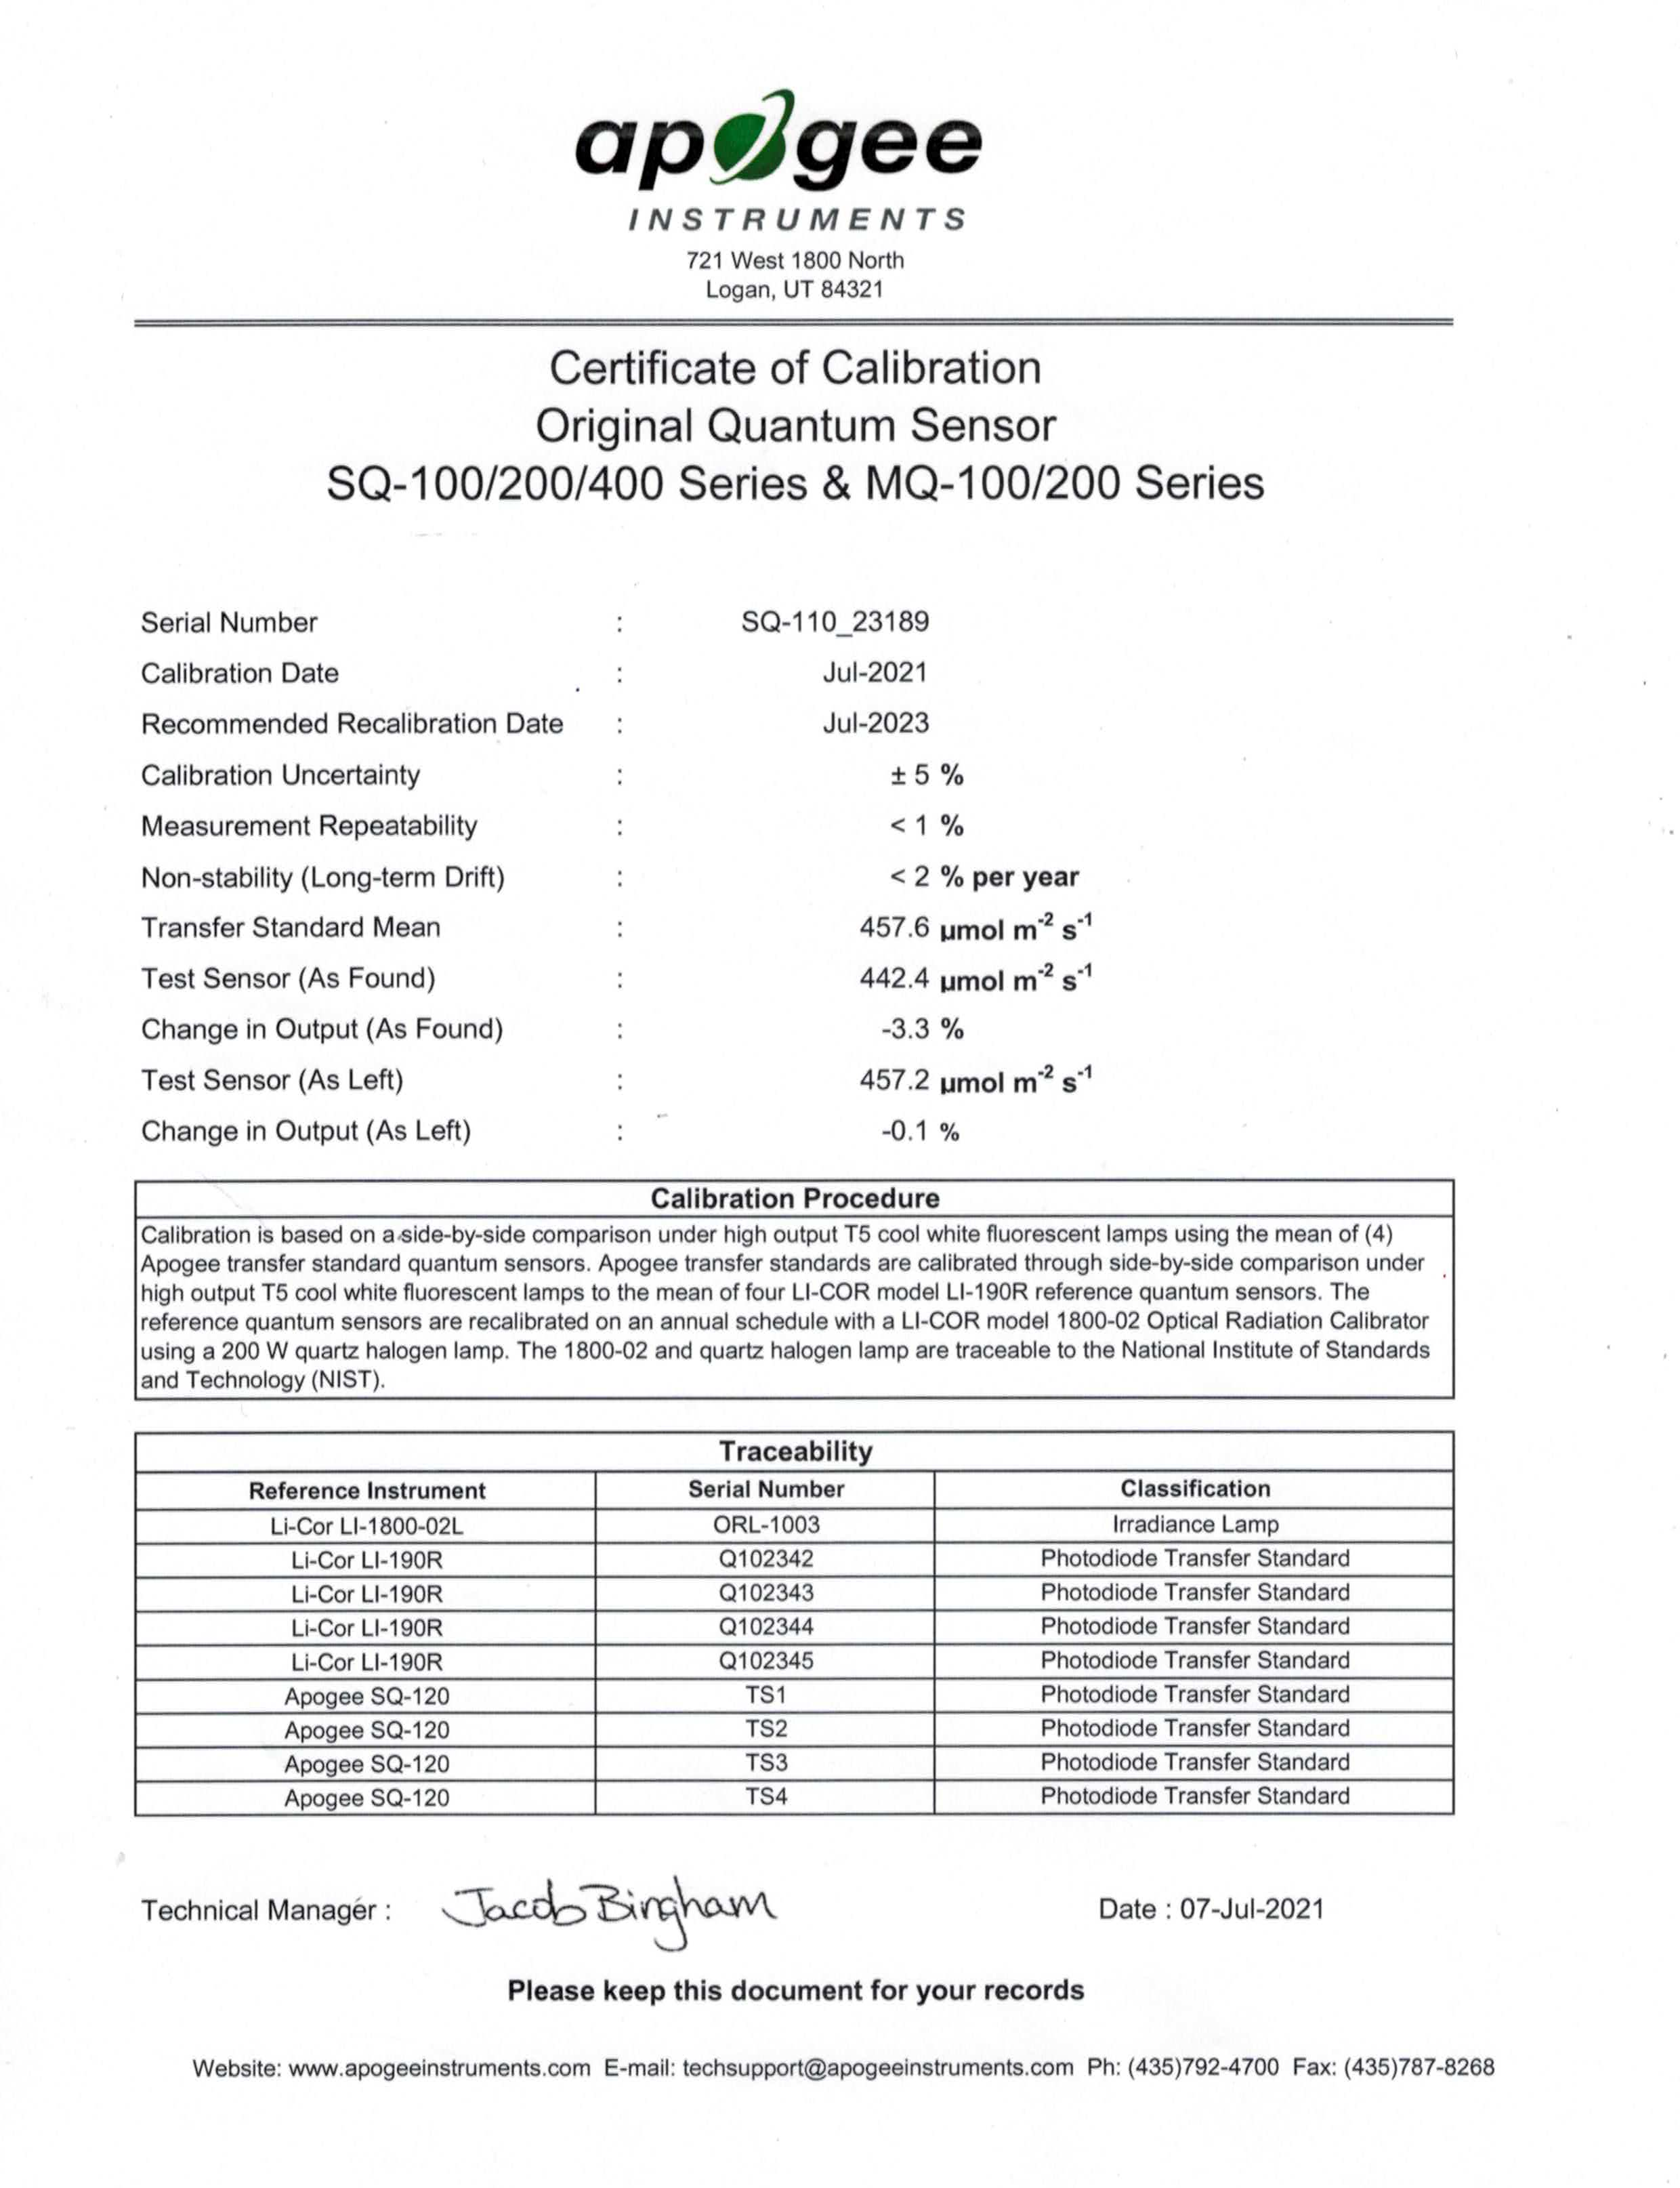 apogee
INSTRUMENTS
721 West 1800 North
Logan, UT 84321
Certificate of Calibration
Original Quantum Sensor
SQ-100/200/400 Series & MQ-100/200 Series
Serial Number : SQ-110_23189
Calibration Date : Jul-2021
Recommended Recalibration Date : Jul-2023
Calibration Uncertainty : ± 5 %
Measurement Repeatability : < 1 %
Non-stability (Long-term Drift) : < 2 % per year
Transfer Standard Mean : 457.6 µmol m⁻² s⁻¹
Test Sensor (As Found) : 442.4 µmol m⁻² s⁻¹
Change in Output (As Found) : -3.3 %
Test Sensor (As Left) : 457.2 µmol m⁻² s⁻¹
Change in Output (As Left) : -0.1 %
Calibration Procedure
Calibration is based on a side-by-side comparison under high output T5 cool white fluorescent lamps using the mean of (4)
Apogee transfer standard quantum sensors. Apogee transfer standards are calibrated through side-by-side comparison under
high output T5 cool white fluorescent lamps to the mean of four LI-COR model LI-190R reference quantum sensors. The
reference quantum sensors are recalibrated on an annual schedule with a LI-COR model 1800-02 Optical Radiation Calibrator
using a 200 W quartz halogen lamp. The 1800-02 and quartz halogen lamp are traceable to the National Institute of Standards
and Technology (NIST).
Traceability
Reference Instrument Serial Number Classification
Li-Cor LI-1800-02L ORL-1003 Irradiance Lamp
Li-Cor LI-190R Q102342 Photodiode Transfer Standard
Li-Cor LI-190R Q102343 Photodiode Transfer Standard
Li-Cor LI-190R Q102344 Photodiode Transfer Standard
Li-Cor LI-190R Q102345 Photodiode Transfer Standard
Apogee SQ-120 TS1 Photodiode Transfer Standard
Apogee SQ-120 TS2 Photodiode Transfer Standard
Apogee SQ-120 TS3 Photodiode Transfer Standard
Apogee SQ-120 TS4 Photodiode Transfer Standard
Technical Manager : Jacob Bingham Date : 07-Jul-2021
Please keep this document for your records
Website: www.apogeeinstruments.com E-mail: techsupport@apogeeinstruments.com Ph: (435)792-4700 Fax: (435)787-8268